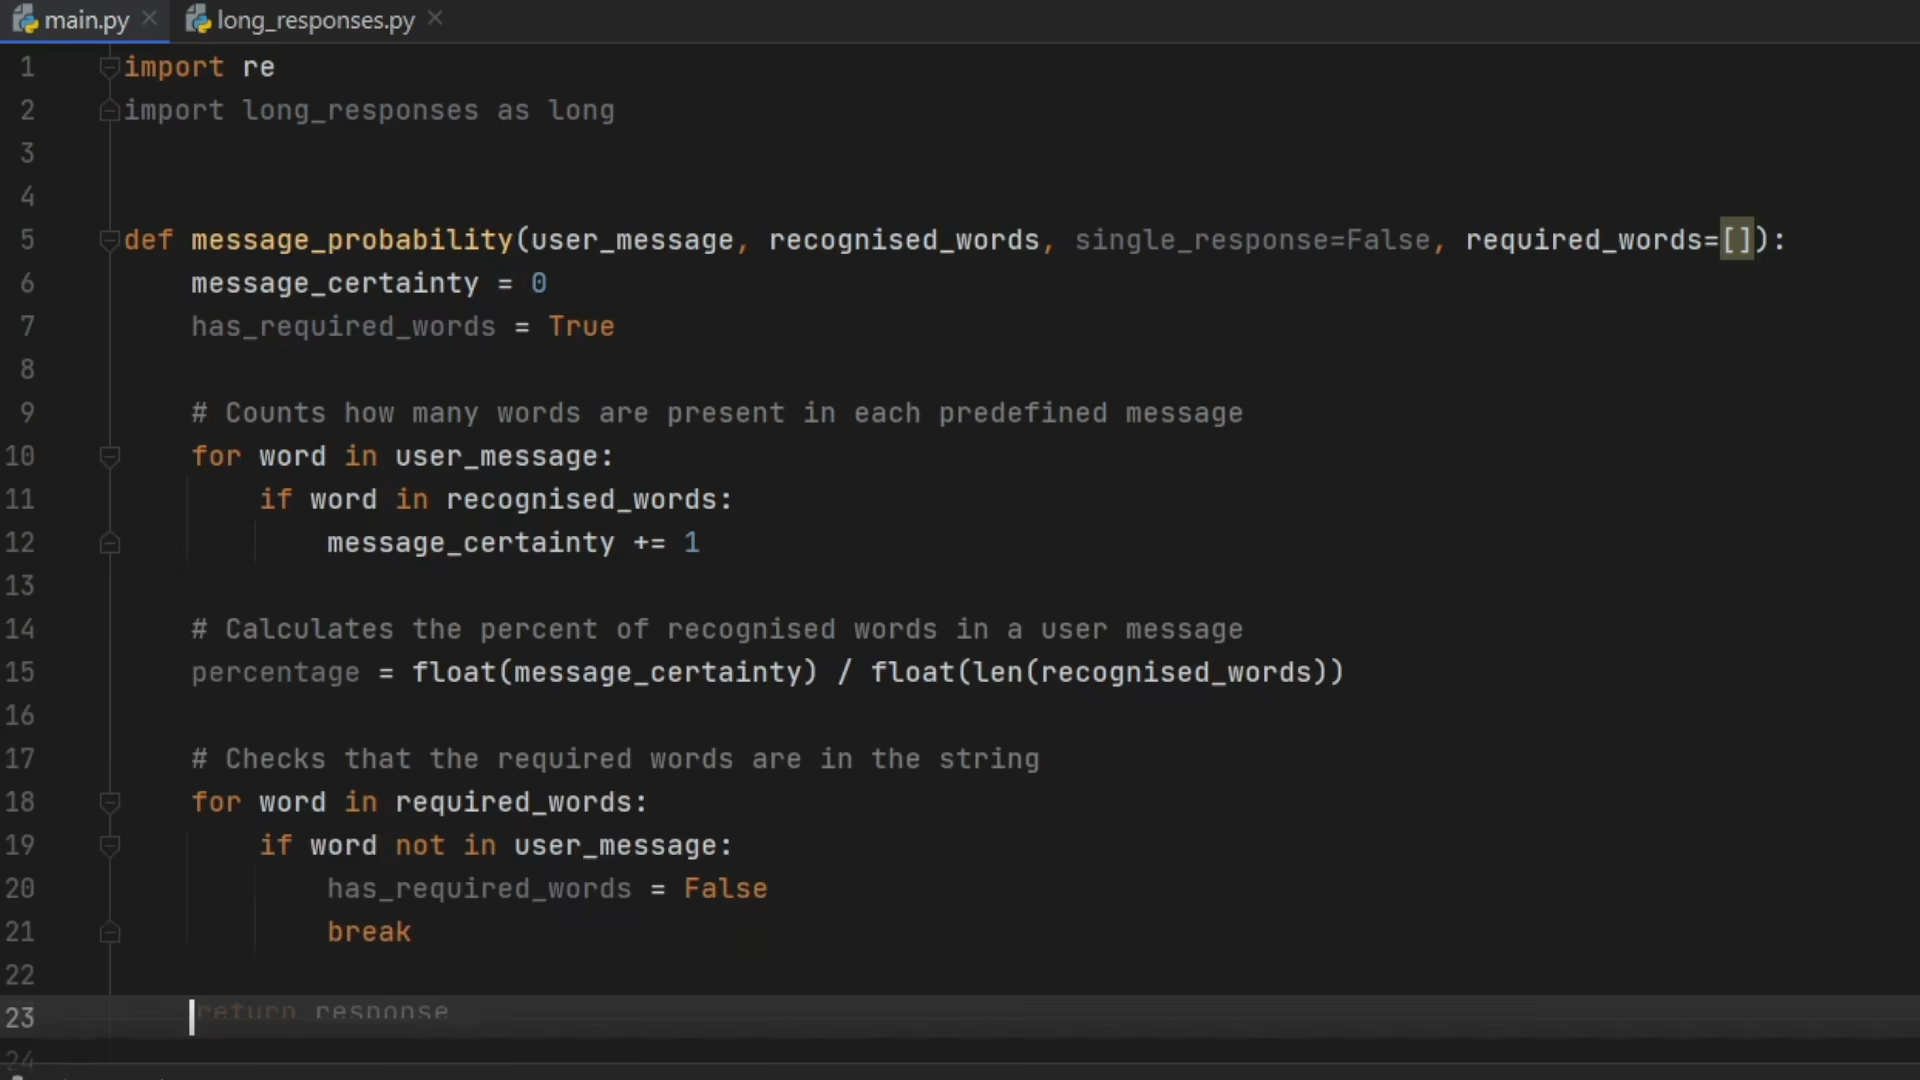 main.py long_responses.py
1 import re
2 import long_responses as long
3
4
5 def message_probability(user_message, recognised_words, single_response=False, required_words=[]):
6 message_certainty = 0
7 has_required_words = True
8
9 # Counts how many words are present in each predefined message
10 for word in user_message:
11 if word in recognised_words:
12 message_certainty += 1
13
14 # Calculates the percent of recognised words in a user message
15 percentage = float(message_certainty) / float(len(recognised_words))
16
17 # Checks that the required words are in the string
18 for word in required_words:
19 if word not in user_message:
20 has_required_words = False
21 break
22
23 return response
24